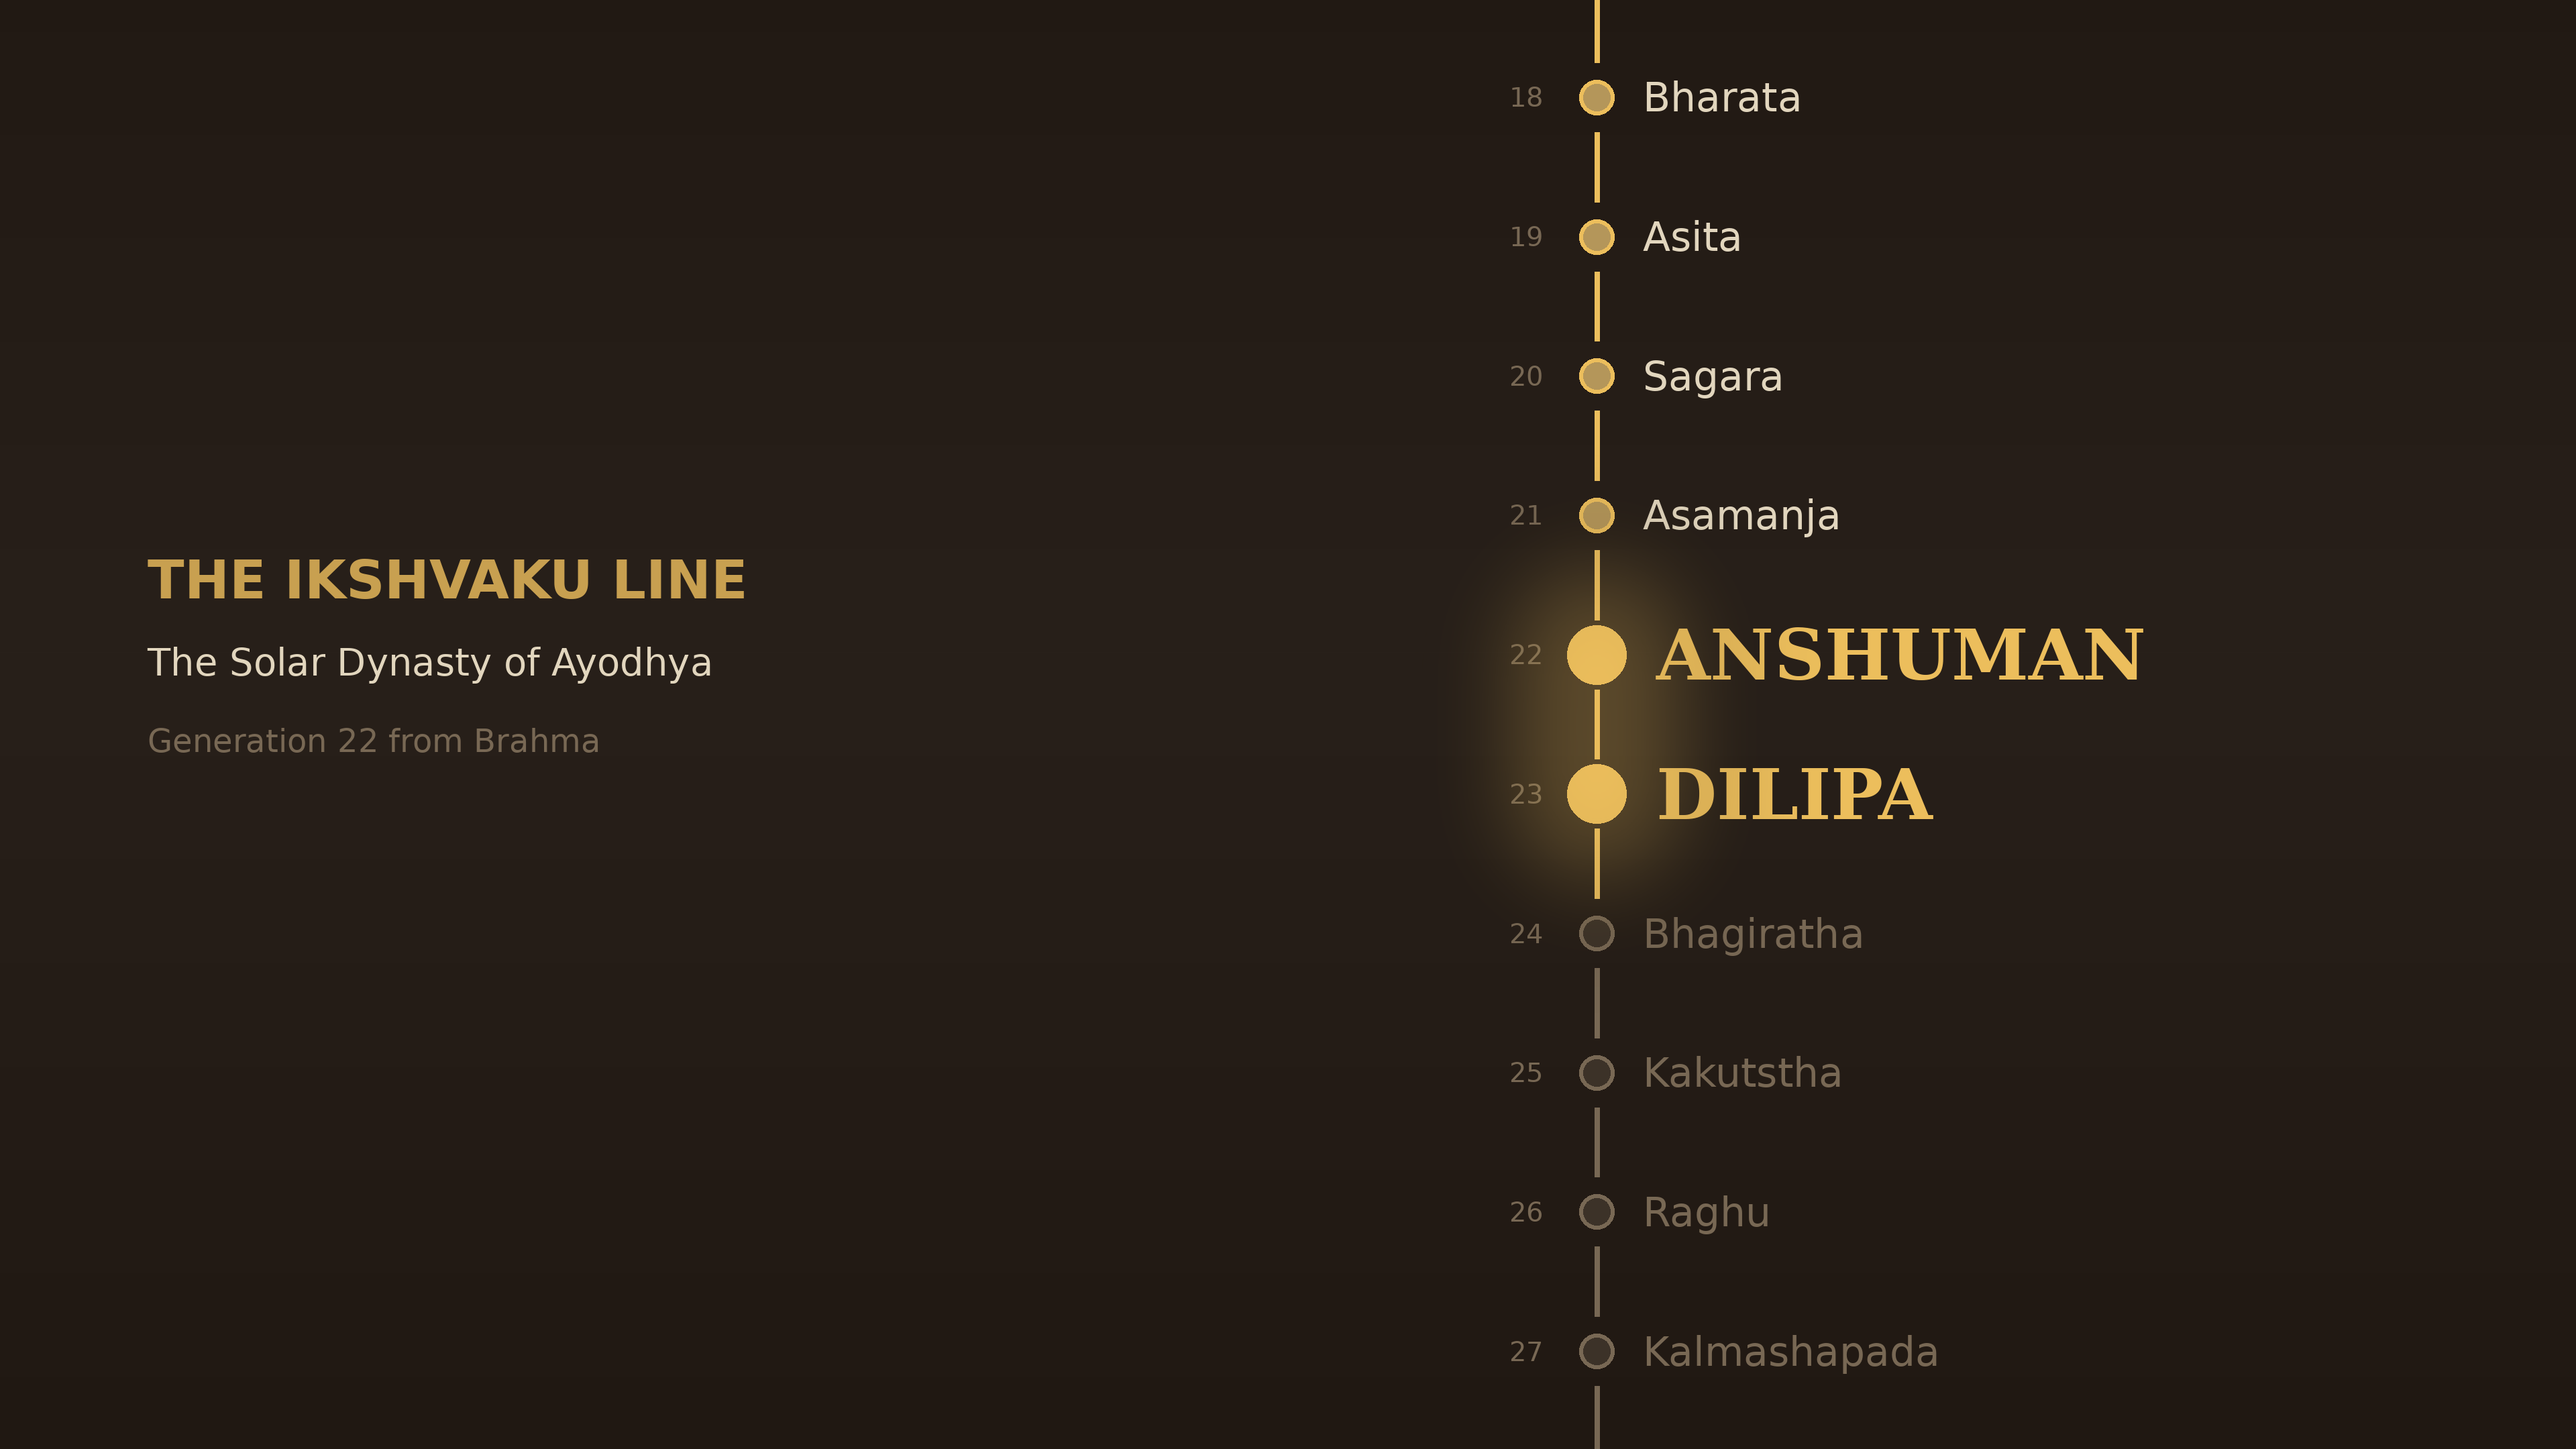 THE IKSHVAKU LINE
The Solar Dynasty of Ayodhya
Generation 22 from Brahma
18 Bharata
19 Asita
20 Sagara
21 Asamanja
22 ANSHUMAN
23 DILIPA
24 Bhagiratha
25 Kakutstha
26 Raghu
27 Kalmashapada